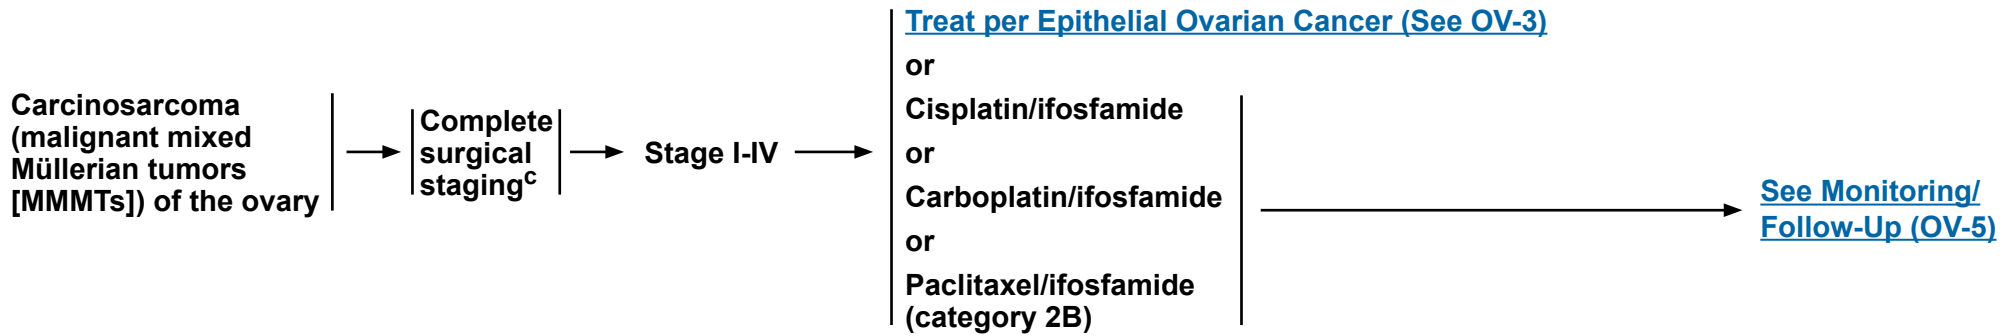 Carcinosarcoma
(malignant mixed
Müllerian tumors
[MMMTs]) of the ovary
Complete
surgical
stagingc
Stage I-IV
Treat per Epithelial Ovarian Cancer (See OV-3)
or
Cisplatin/ifosfamide
or
Carboplatin/ifosfamide
or
Paclitaxel/ifosfamide
(category 2B)
See Monitoring/
Follow-Up (OV-5)